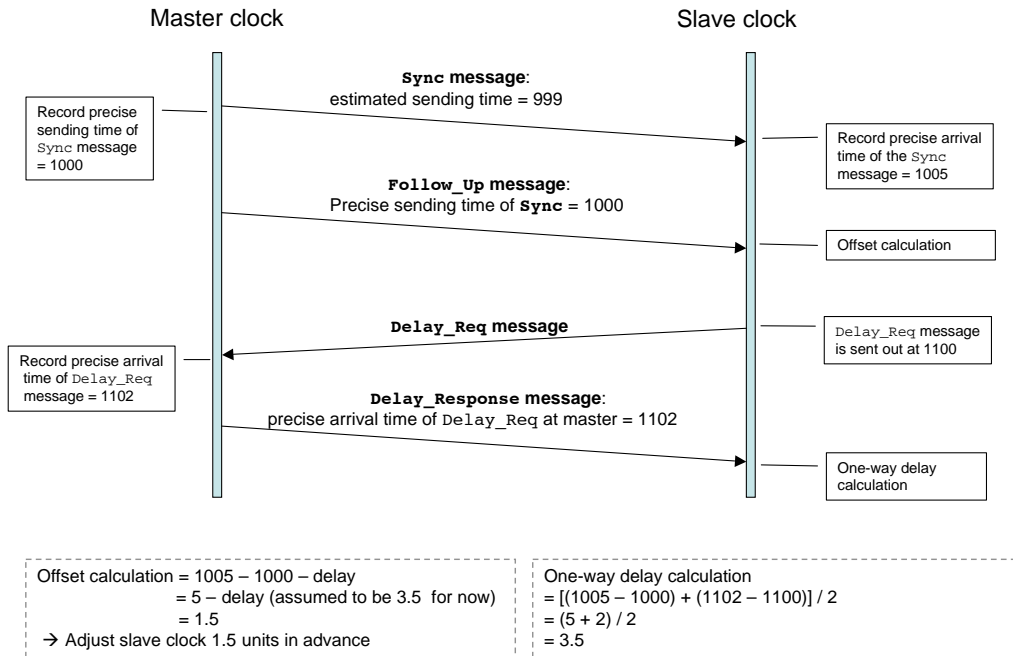 Master clock
Slave clock
Sync message:
estimated sending time = 999
Record precise
sending time of
Sync message
= 1000
Record precise arrival
time of the Sync
message = 1005
Follow_Up message:
Precise sending time of Sync = 1000
Offset calculation
Delay_Req message
Delay_Req message
is sent out at 1100
Record precise arrival
time of Delay_Req
message = 1102
Delay_Response message:
precise arrival time of Delay_Req at master = 1102
One-way delay
calculation
Offset calculation = 1005 – 1000 – delay
= 5 – delay (assumed to be 3.5 for now)
= 1.5
→ Adjust slave clock 1.5 units in advance
One-way delay calculation
= [(1005 – 1000) + (1102 – 1100)] / 2
= (5 + 2) / 2
= 3.5